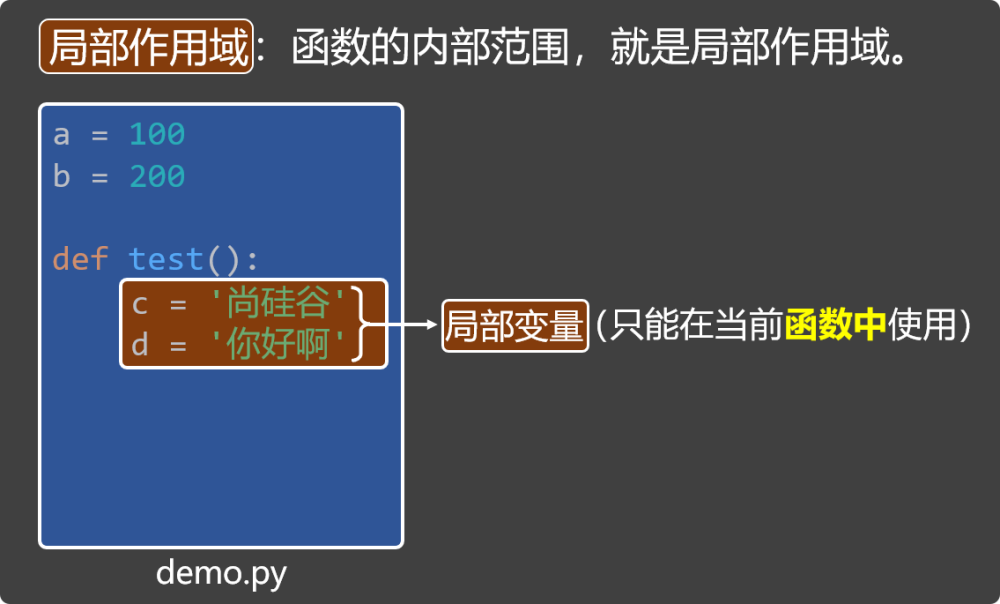 局部作用域：函数的内部范围，就是局部作用域。
a = 100
b = 200
def test():
c = '尚硅谷'
d = '你好啊'
局部变量(只能在当前函数中使用)
demo.py